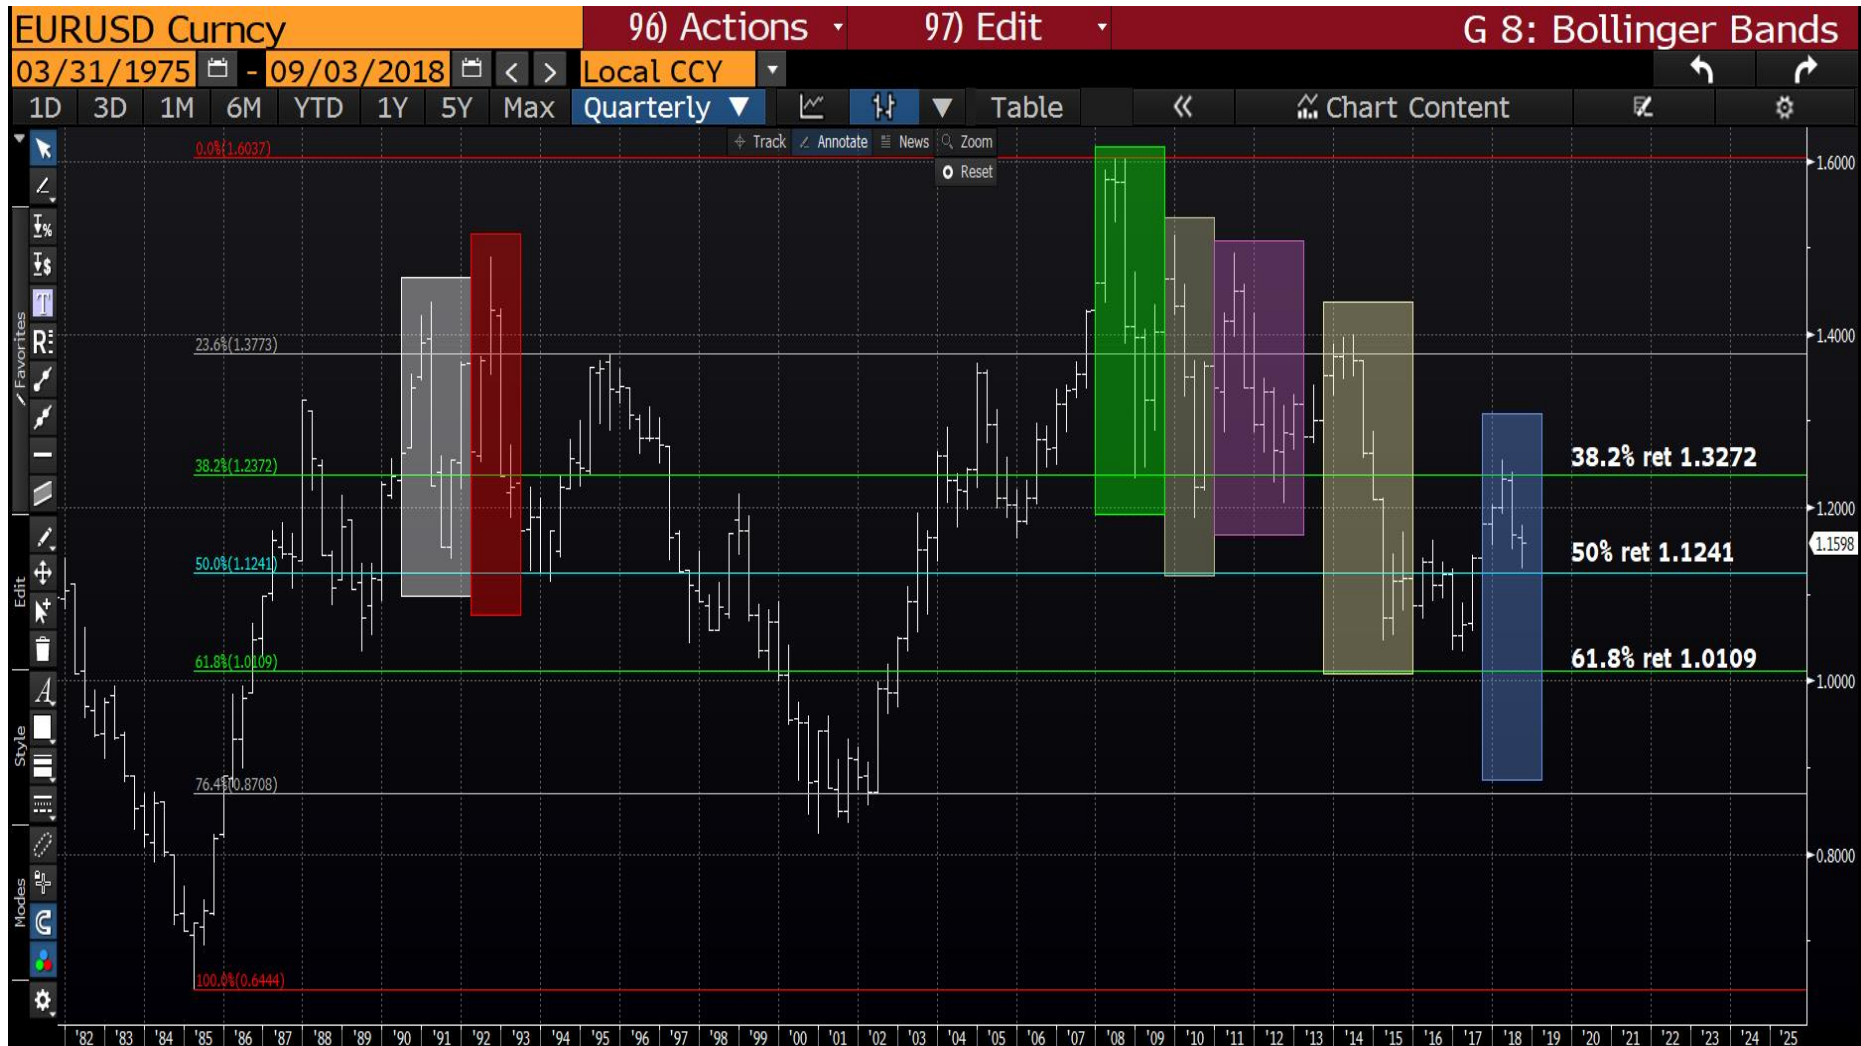 EURUSD Curncy 96) Actions 97) Edit G 8: Bollinger Bands
03/31/1975 - 09/03/2018 < > Local CCY
1D 3D 1M 6M YTD 1Y 5Y Max Quarterly Table « Chart Content
Track Annotate News Zoom
Reset
0.0%(1.6037)
23.6%(1.3773)
38.2%(1.2372)
50.0%(1.1241)
61.8%(1.0109)
76.4%(0.8708)
100.0%(0.6444)
38.2% ret 1.3272
50% ret 1.1241
61.8% ret 1.0109
1.6000
1.4000
1.2000
1.1598
1.0000
0.8000
Favorites
Edit
Style
Modes
%
$
T
R
A
'82 '83 '84 '85 '86 '87 '88 '89 '90 '91 '92 '93 '94 '95 '96 '97 '98 '99 '00 '01 '02 '03 '04 '05 '06 '07 '08 '09 '10 '11 '12 '13 '14 '15 '16 '17 '18 '19 '20 '21 '22 '23 '24 '25